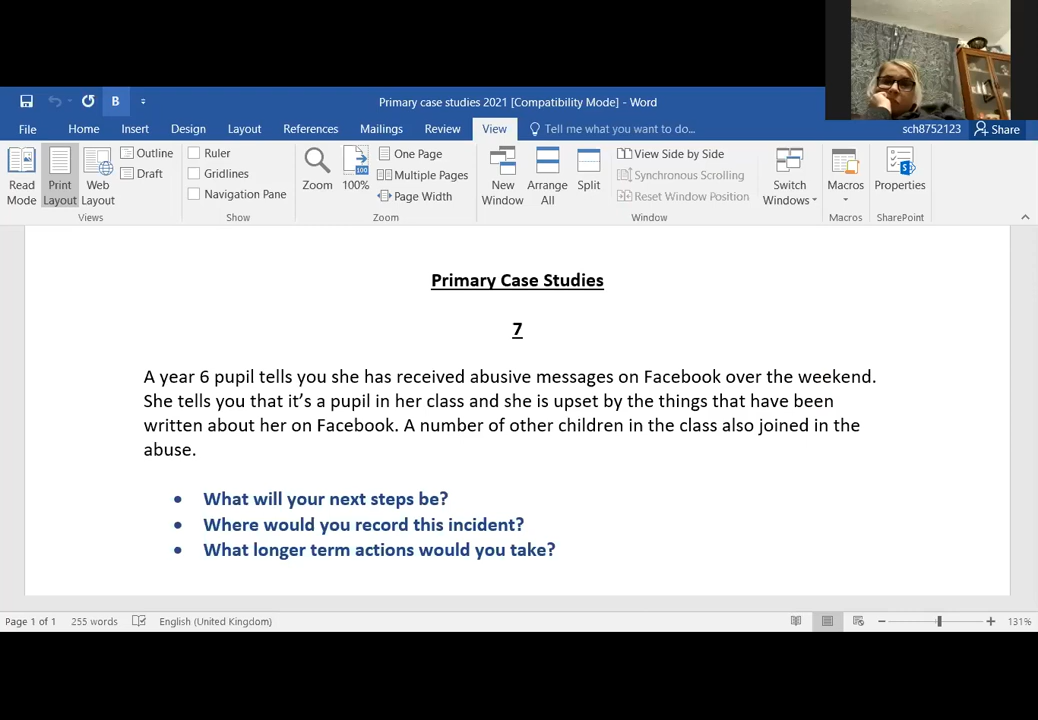 Primary case studies 2021 [Compatibility Mode] - Word
B
File Home Insert Design Layout References Mailings Review View Tell me what you want to do... sch8752123 Share
Read Mode
Print Layout
Web Layout
Outline
Draft
Views
Ruler
Gridlines
Navigation Pane
Show
Zoom
100
100%
One Page
Multiple Pages
Page Width
Zoom
New Window
Arrange All
Split
View Side by Side
Synchronous Scrolling
Reset Window Position
Window
Switch Windows
Macros
Macros
Properties
SharePoint
Primary Case Studies
7
A year 6 pupil tells you she has received abusive messages on Facebook over the weekend.
She tells you that it’s a pupil in her class and she is upset by the things that have been
written about her on Facebook. A number of other children in the class also joined in the
abuse.
• What will your next steps be?
• Where would you record this incident?
• What longer term actions would you take?
Page 1 of 1 255 words English (United Kingdom) 131%